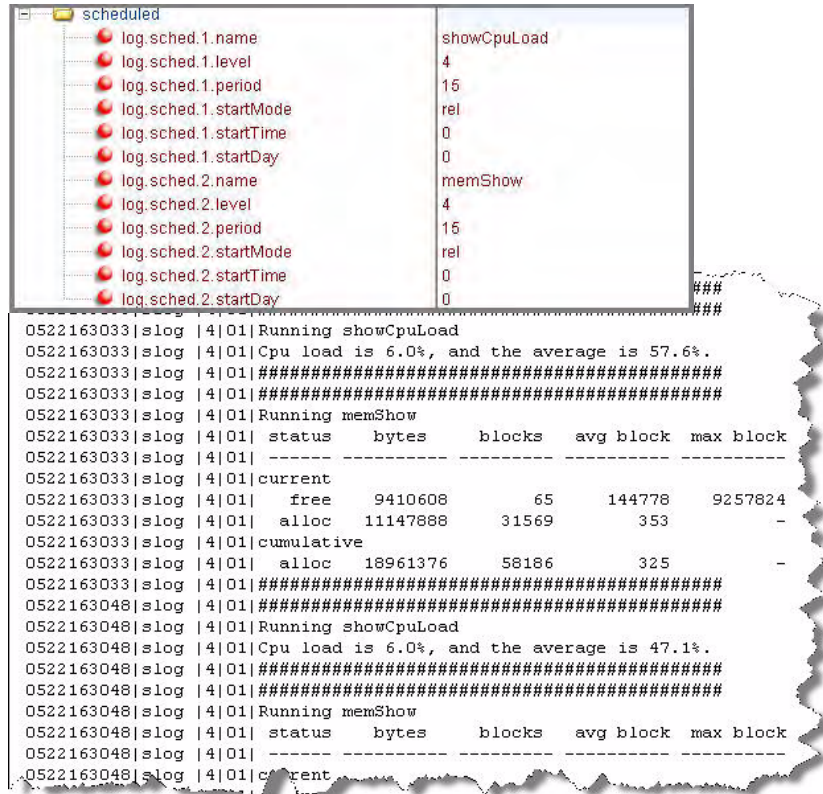 scheduled
log.sched.1.name showCpuLoad
log.sched.1.level 4
log.sched.1.period 15
log.sched.1.startMode rel
log.sched.1.startTime 0
log.sched.1.startDay 0
log.sched.2.name memShow
log.sched.2.level 4
log.sched.2.period 15
log.sched.2.startMode rel
log.sched.2.startTime 0
log.sched.2.startDay 0
###
0522163033|slog |4|01|Running showCpuLoad
0522163033|slog |4|01|Cpu load is 6.0%, and the average is 57.6%.
0522163033|slog |4|01|############################################
0522163033|slog |4|01|############################################
0522163033|slog |4|01|Running memShow
0522163033|slog |4|01| status bytes blocks avg block max block
0522163033|slog |4|01| ------ --------- --------- ---------- ----------
0522163033|slog |4|01|current
0522163033|slog |4|01| free 9410608 65 144778 9257824
0522163033|slog |4|01| alloc 11147888 31569 353 -
0522163033|slog |4|01|cumulative
0522163033|slog |4|01| alloc 18961376 58186 325 -
0522163033|slog |4|01|############################################
0522163048|slog |4|01|############################################
0522163048|slog |4|01|############################################
0522163048|slog |4|01|Running showCpuLoad
0522163048|slog |4|01|Cpu load is 6.0%, and the average is 47.1%.
0522163048|slog |4|01|############################################
0522163048|slog |4|01|############################################
0522163048|slog |4|01|Running memShow
0522163048|slog |4|01| status bytes blocks avg block max block
0522163048|slog |4|01| ------ --------- --------- ---------- ----------
0522163048|slog |4|01|current